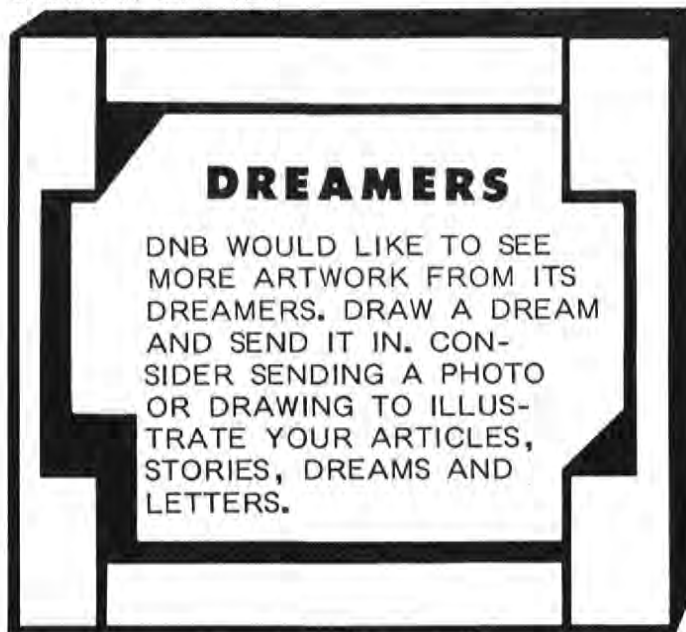 DREAMERS
DNB WOULD LIKE TO SEE
MORE ARTWORK FROM ITS
DREAMERS. DRAW A DREAM
AND SEND IT IN. CON-
SIDER SENDING A PHOTO
OR DRAWING TO ILLUS-
TRATE YOUR ARTICLES,
STORIES, DREAMS AND
LETTERS.